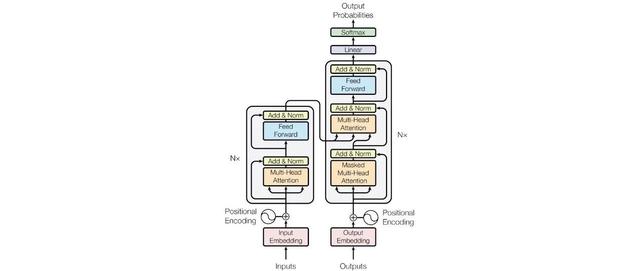 Output
Probabilities
Softmax
Linear
Add & Norm
Feed
Forward
Add & Norm
Multi-Head
Attention
Nx
Add & Norm
Masked
Multi-Head
Attention
Positional
Encoding
Output
Embedding
Outputs
Add & Norm
Feed
Forward
Nx
Add & Norm
Multi-Head
Attention
Positional
Encoding
Input
Embedding
Inputs